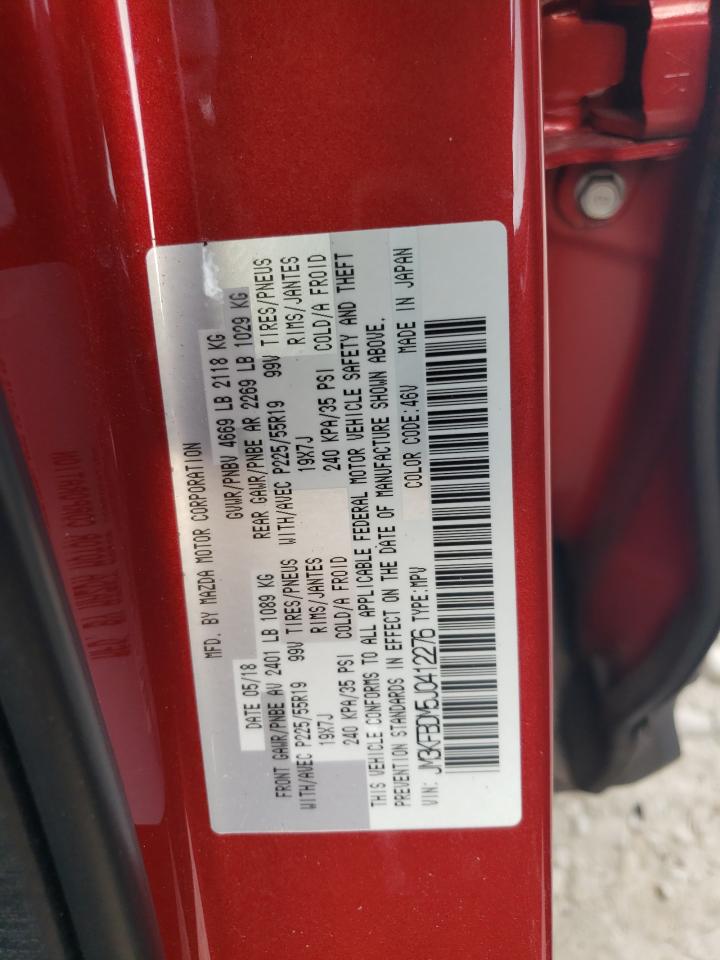 MFD. BY MAZDA MOTOR CORPORATION
DATE 05/18 GVWR/PNBV 4669 LB 2118 KG
FRONT GAWR/PNBE AV 2401 LB 1089 KG REAR GAWR/PNBE AR 2269 LB 1029 KG
WITH/AVEC P225/55R19 99V TIRES/PNEUS WITH/AVEC P225/55R19 99V TIRES/PNEUS
19X7J RIMS/JANTES 19X7J RIMS/JANTES
240 KPA/35 PSI COLD/A FROID 240 KPA/35 PSI COLD/A FROID
THIS VEHICLE CONFORMS TO ALL APPLICABLE FEDERAL MOTOR VEHICLE SAFETY AND THEFT
PREVENTION STANDARDS IN EFFECT ON THE DATE OF MANUFACTURE SHOWN ABOVE.
VIN: JM3KFBDM5J0412276 TYPE:MPV COLOR CODE:46V MADE IN JAPAN